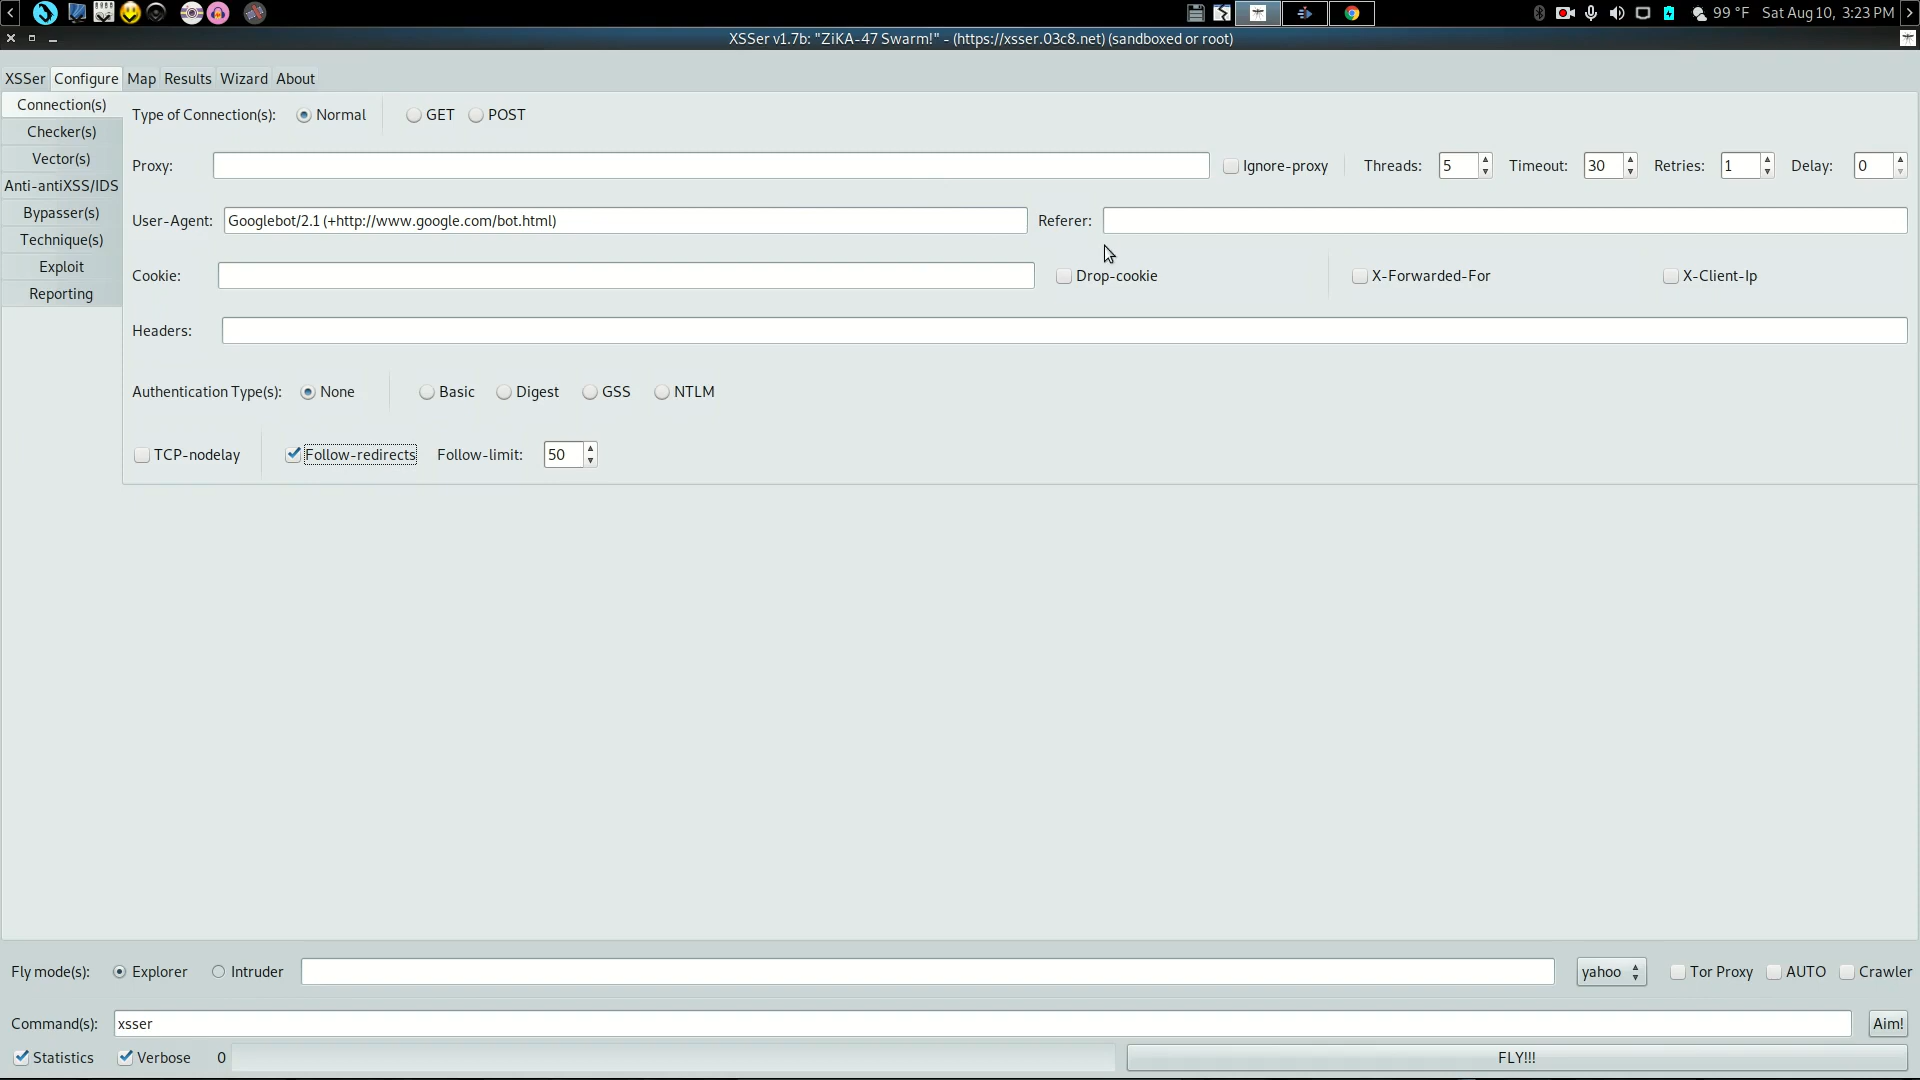 99 °F Sat Aug 10, 3:23 PM
XSSer v1.7b: "ZiKA-47 Swarm!" - (https://xsser.03c8.net) (sandboxed or root)
XSSer Configure Map Results Wizard About
Connection(s)
Checker(s)
Vector(s)
Anti-antiXSS/IDS
Bypasser(s)
Technique(s)
Exploit
Reporting
Type of Connection(s): Normal GET POST
Proxy: Ignore-proxy Threads: 5 Timeout: 30 Retries: 1 Delay: 0
User-Agent: Googlebot/2.1 (+http://www.google.com/bot.html) Referer:
Cookie: Drop-cookie X-Forwarded-For X-Client-Ip
Headers:
Authentication Type(s): None Basic Digest GSS NTLM
TCP-nodelay Follow-redirects Follow-limit: 50
Fly mode(s): Explorer Intruder yahoo Tor Proxy AUTO Crawler
Command(s): xsser Aim!
Statistics Verbose 0 FLY!!!